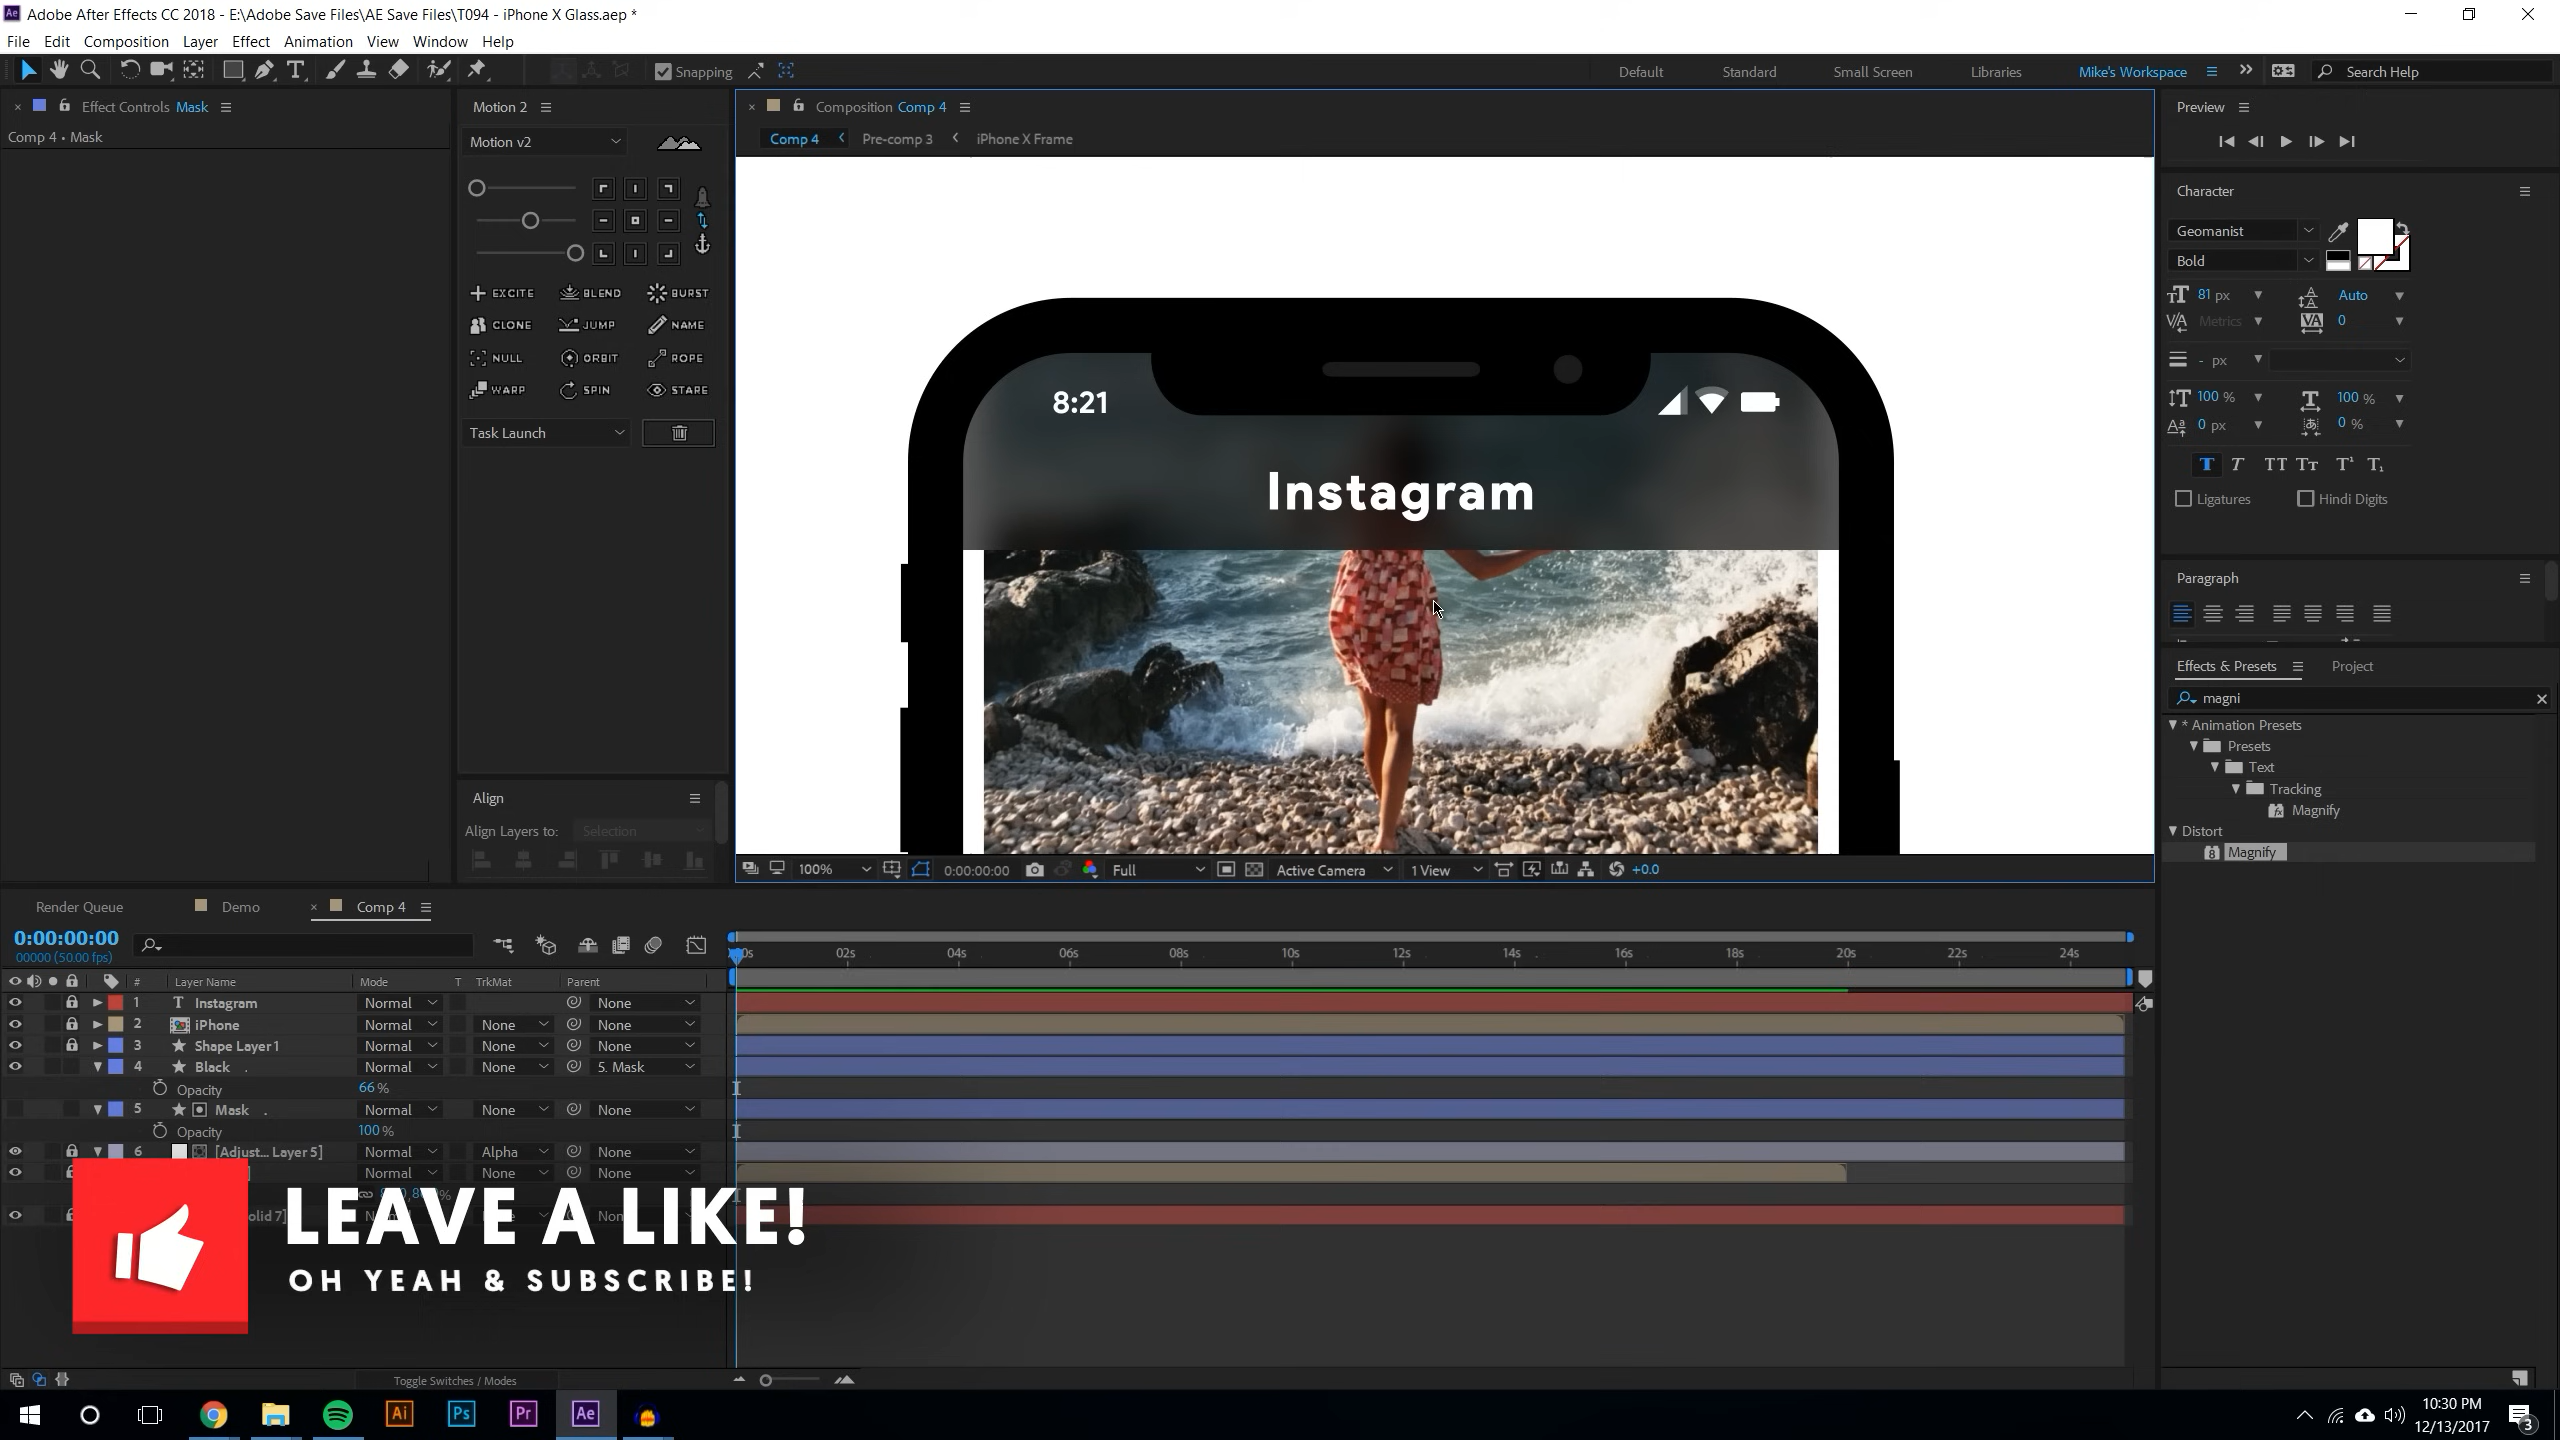 Adobe After Effects CC 2018 - E:\Adobe Save Files\AE Save Files\T094 - iPhone X Glass.aep *
File Edit Composition Layer Effect Animation View Window Help
Snapping
Default Standard Small Screen Libraries Mike's Workspace Search Help
Effect Controls Mask
Comp 4 • Mask
Motion 2
Motion v2
EXCITE BLEND BURST
CLONE JUMP NAME
NULL ORBIT ROPE
WARP SPIN STARE
Task Launch
Align
Align Layers to: Selection
Composition Comp 4
Comp 4 Pre-comp 3 iPhone X Frame
8:21
Instagram
100% 0:00:00:00 Full Active Camera 1 View +0.0
Preview
Character
Geomanist
Bold
81 px Auto
Metrics 0
- px
100 % 100 %
0 px 0 %
Ligatures Hindi Digits
Paragraph
Effects & Presets Project
magni
* Animation Presets
Presets
Text
Tracking
Magnify
Distort
Magnify
Render Queue Demo Comp 4
0:00:00:00
00000 (50.00 fps)
02s 04s 06s 08s 10s 12s 14s 16s 18s 20s 22s 24s
# Layer Name Mode T TrkMat Parent
1 Instagram Normal None
2 iPhone Normal None None
3 Shape Layer 1 Normal None None
4 Black . Normal None 5. Mask
Opacity 66 %
5 Mask . Normal None None
Opacity 100 %
6 [Adjust... Layer 5] Normal Alpha None
Normal None None
olid 7]
LEAVE A LIKE!
OH YEAH & SUBSCRIBE!
Toggle Switches / Modes
Ai Ps Pr Ae
10:30 PM
12/13/2017
3